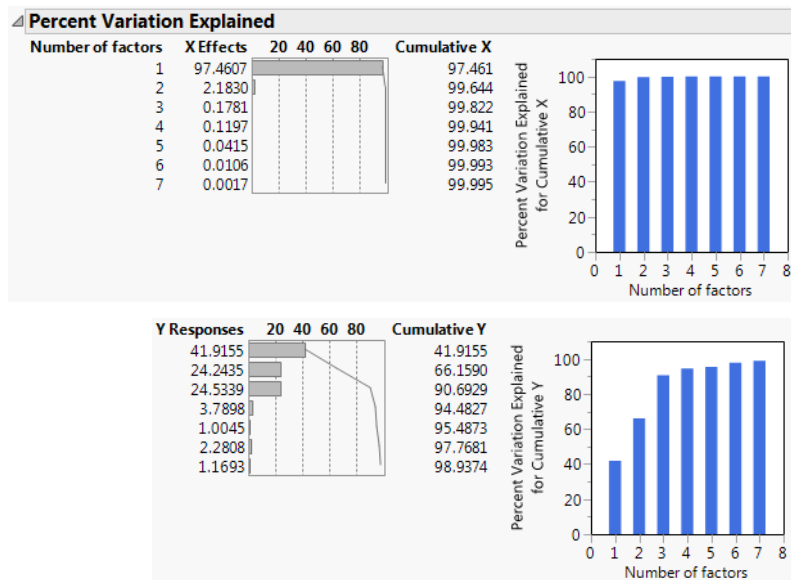 Percent Variation Explained
Number of factors X Effects 20 40 60 80 Cumulative X
1 97.4607 97.461
2 2.1830 99.644
3 0.1781 99.822
4 0.1197 99.941
5 0.0415 99.983
6 0.0106 99.993
7 0.0017 99.995
Percent Variation Explained
for Cumulative X
100
80
60
40
20
0
0 1 2 3 4 5 6 7 8
Number of factors
Y Responses 20 40 60 80 Cumulative Y
41.9155 41.9155
24.2435 66.1590
24.5339 90.6929
3.7898 94.4827
1.0045 95.4873
2.2808 97.7681
1.1693 98.9374
Percent Variation Explained
for Cumulative Y
100
80
60
40
20
0
0 1 2 3 4 5 6 7 8
Number of factors